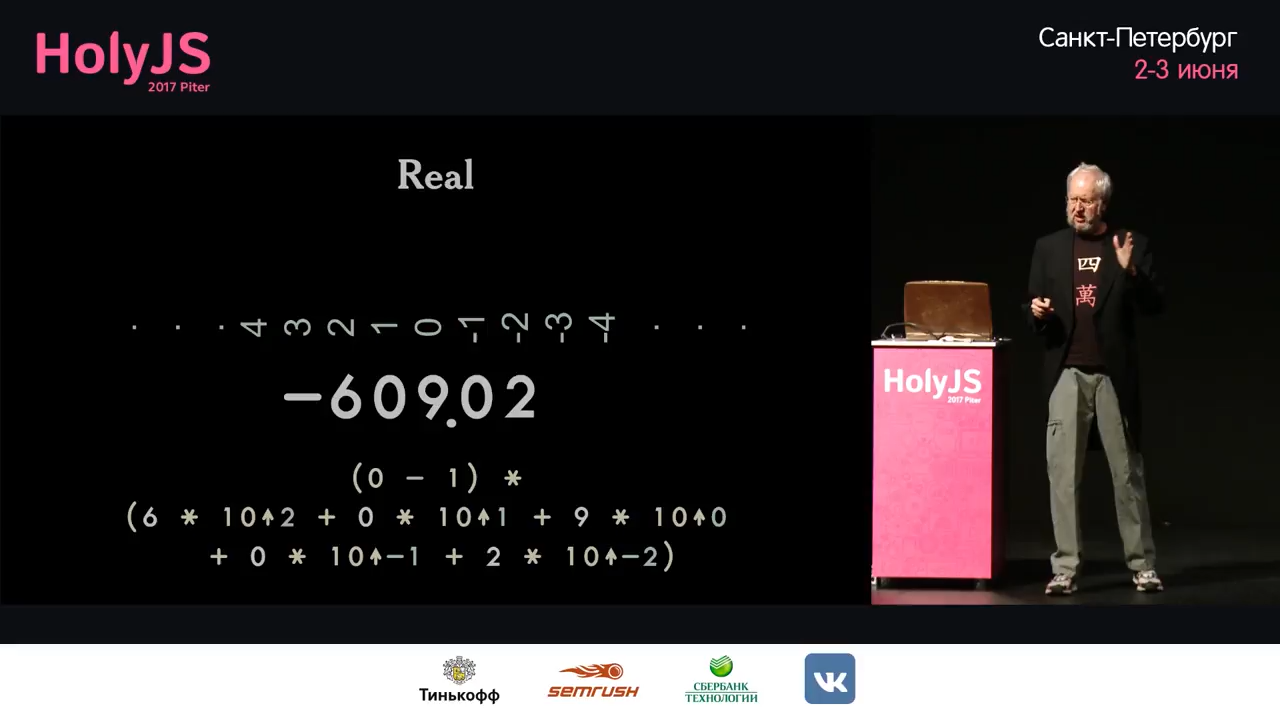 HolyJS
2017 Piter
Санкт-Петербург
2-3 июня
Real
. . . 4 3 2 1 0 -1 -2 -3 -4 . . .
−609.02
(0 − 1) *
(6 * 10↑2 + 0 * 10↑1 + 9 * 10↑0
+ 0 * 10↑−1 + 2 * 10↑−2)
四
萬
HolyJS
2017 Piter
Тинькофф
semrush
СБЕРБАНК
ТЕХНОЛОГИИ
VK